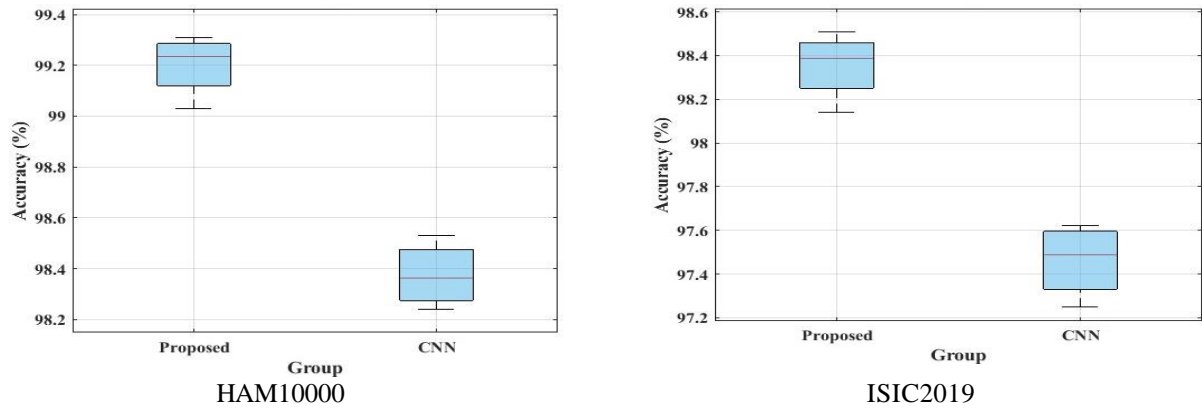 99.4
99.2
99
98.8
98.6
98.4
98.2
Accuracy (%)
Proposed CNN
Group
HAM10000
98.6
98.4
98.2
98
97.8
97.6
97.4
97.2
Accuracy (%)
Proposed CNN
Group
ISIC2019